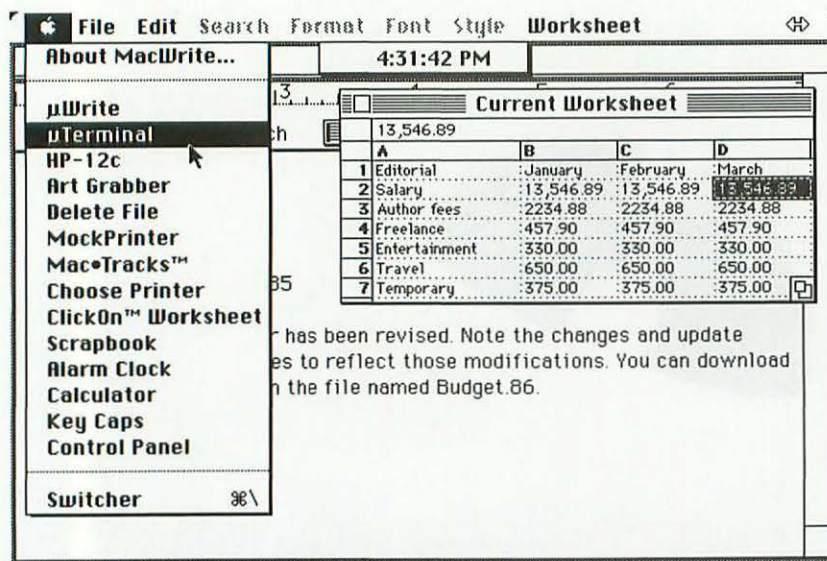 File Edit Search Format Font Style Worksheet
About MacWrite...
4:31:42 PM
µWrite
µTerminal
HP-12c
Art Grabber
Delete File
MockPrinter
Mac•Tracks™
Choose Printer
ClickOn™ Worksheet
Scrapbook
Alarm Clock
Calculator
Key Caps
Control Panel
Switcher ⌘\
3
Current Worksheet
13,546.89
A B C D
1 Editorial January February March
2 Salary 13,546.89 13,546.89 13,546.89
3 Author fees 2234.88 2234.88 2234.88
4 Freelance 457.90 457.90 457.90
5 Entertainment 330.00 330.00 330.00
6 Travel 650.00 650.00 650.00
7 Temporary 375.00 375.00 375.00
85
has been revised. Note the changes and update
es to reflect those modifications. You can download
the file named Budget.86.